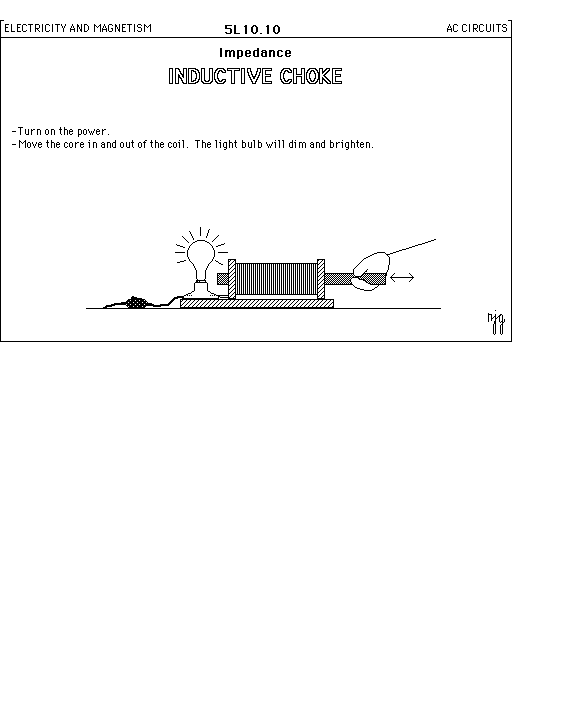 ELECTRICITY AND MAGNETISM 5L10.10 AC CIRCUITS
Impedance
INDUCTIVE CHOKE
-Turn on the power.
-Move the core in and out of the coil. The light bulb will dim and brighten.
njg